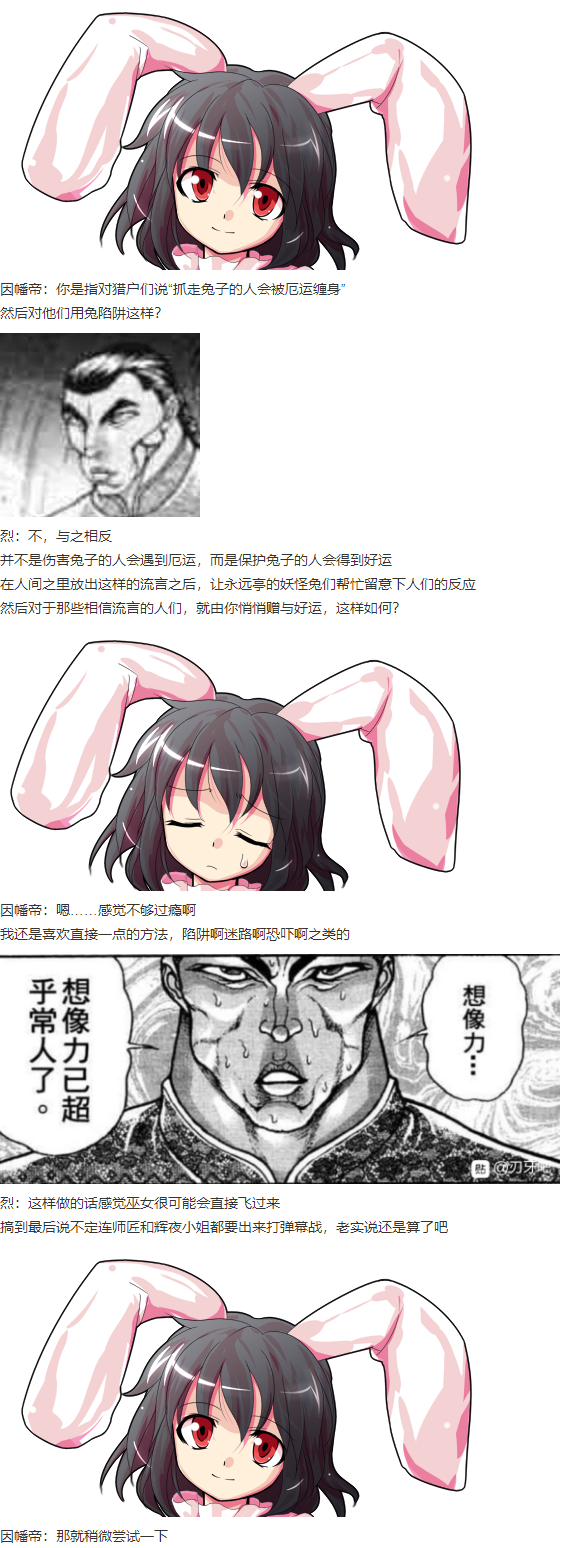 因幡帝：你是指对猎户们说“抓走兔子的人会被厄运缠身”
然后对他们用兔陷阱这样？
烈：不，与之相反
并不是伤害兔子的人会遇到厄运，而是保护兔子的人会得到好运
在人间之里放出这样的流言之后，让永远亭的妖怪兔们帮忙留意下人们的反应
然后对于那些相信流言的人们，就由你悄悄赠与好运，这样如何？
因幡帝：嗯……感觉不够过瘾啊
我还是喜欢直接一点的方法，陷阱啊迷路啊恐吓啊之类的
想像力…
想像力已超
乎常人了。
貼 @刃牙吧
烈：这样做的话感觉巫女很可能会直接飞过来
搞到最后说不定连师匠和辉夜小姐都要出来打弹幕战，老实说还是算了吧
因幡帝：那就稍微尝试一下